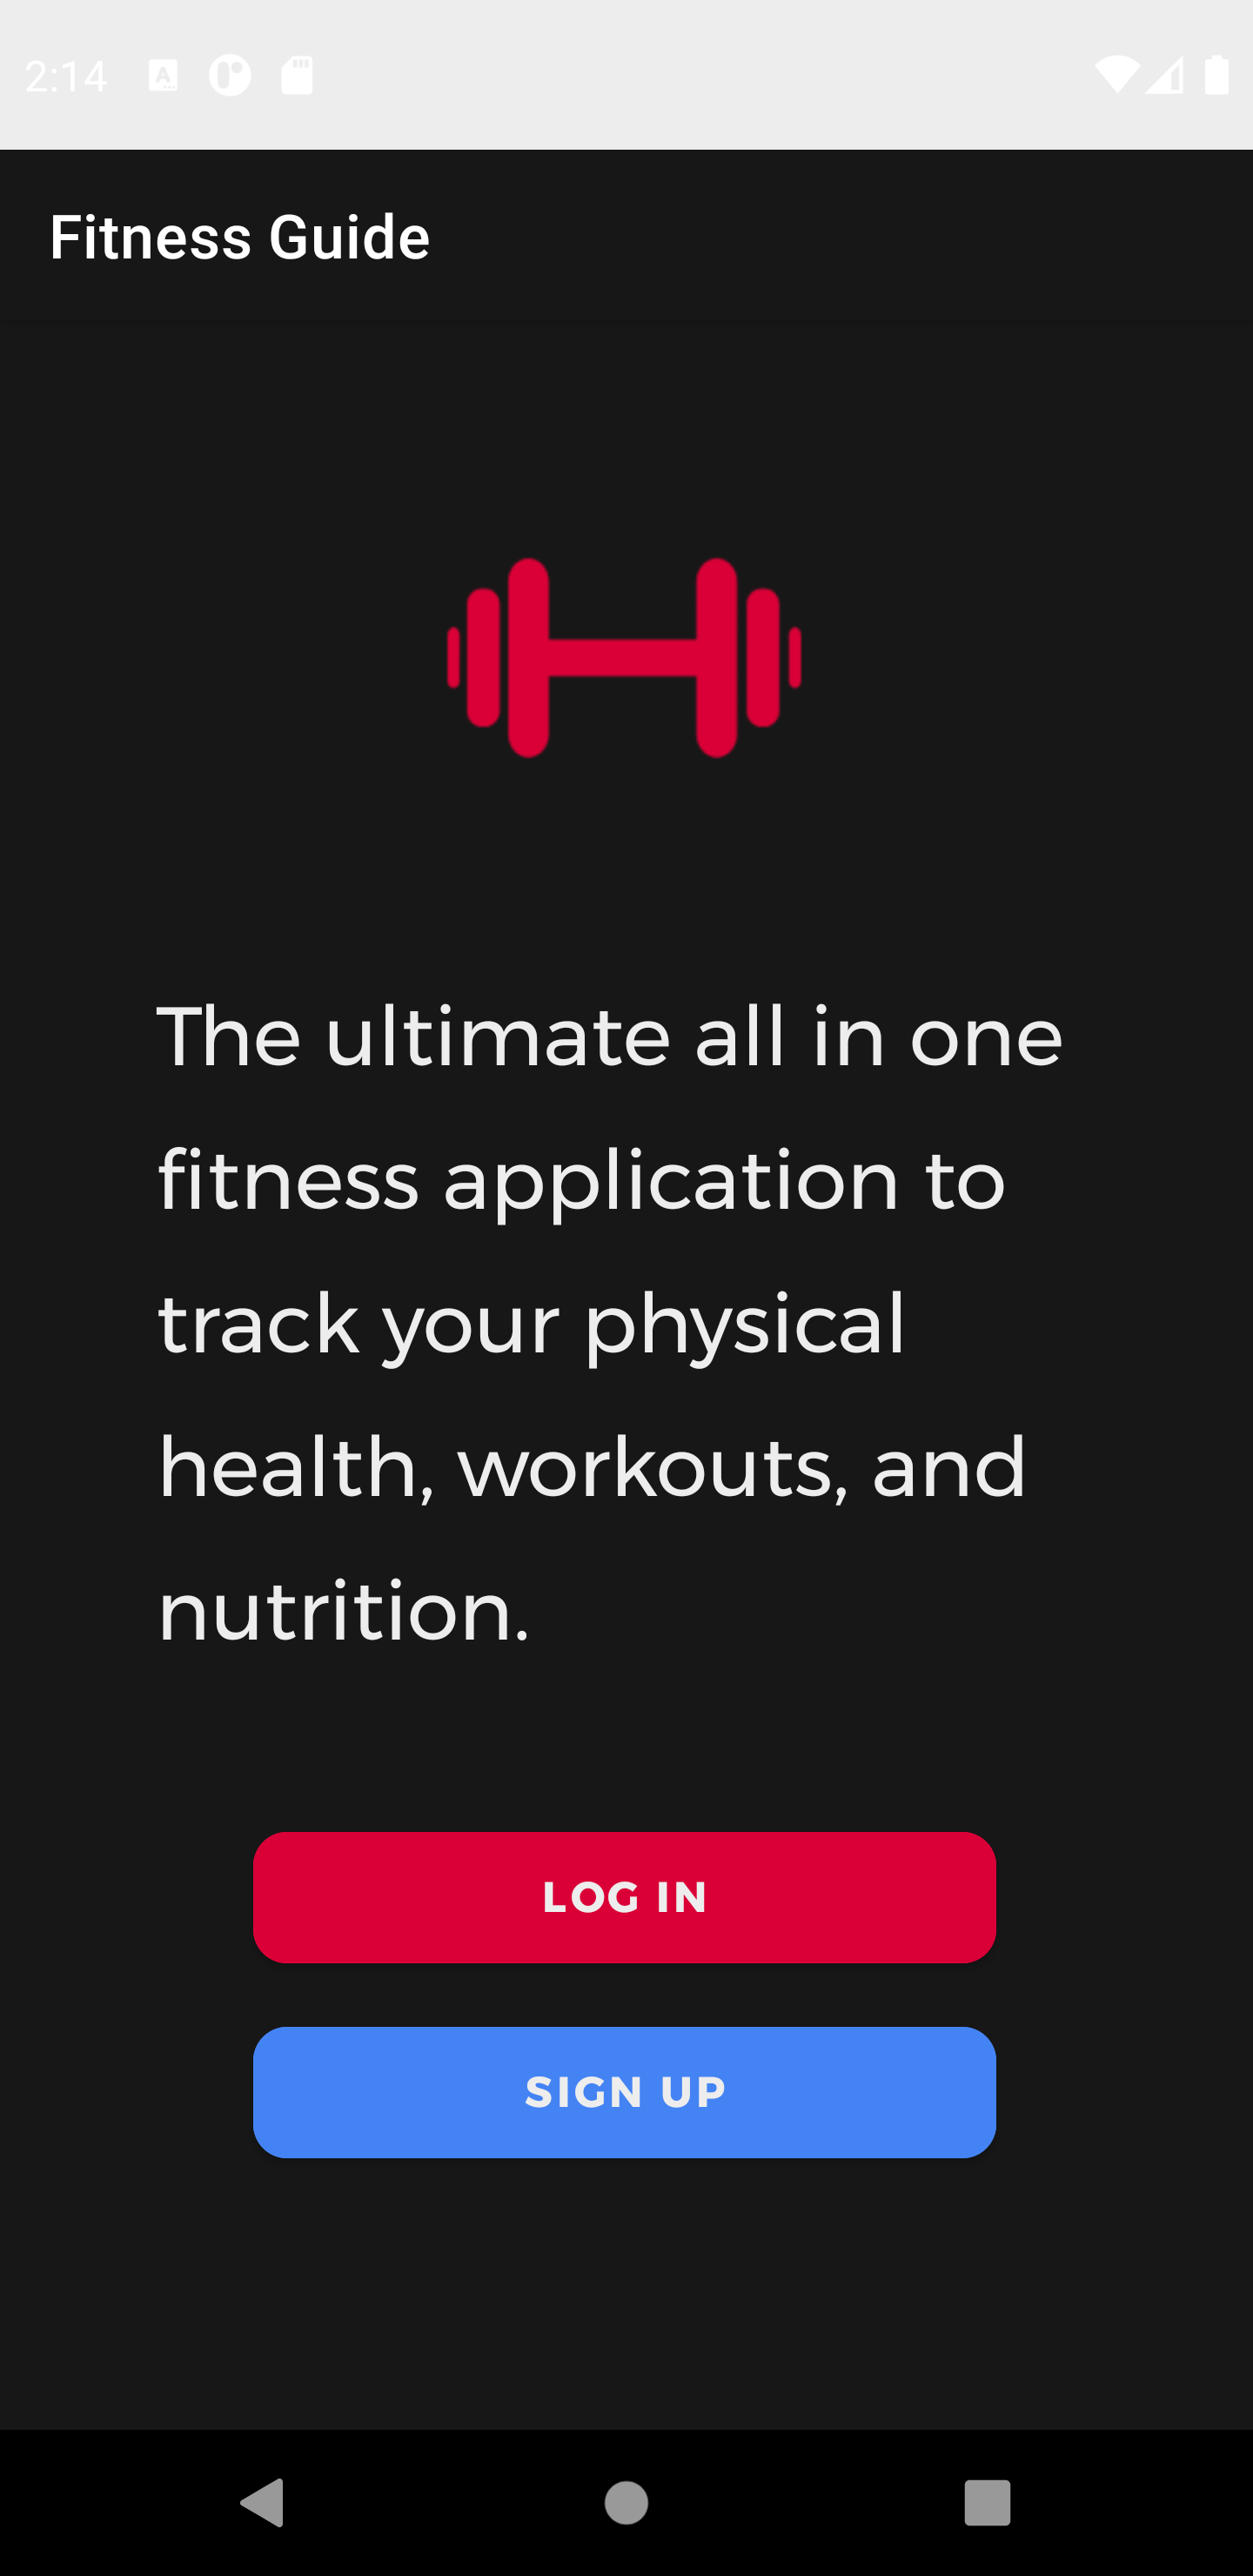 2:14
Fitness Guide
The ultimate all in one
fitness application to
track your physical
health, workouts, and
nutrition.
LOG IN
SIGN UP